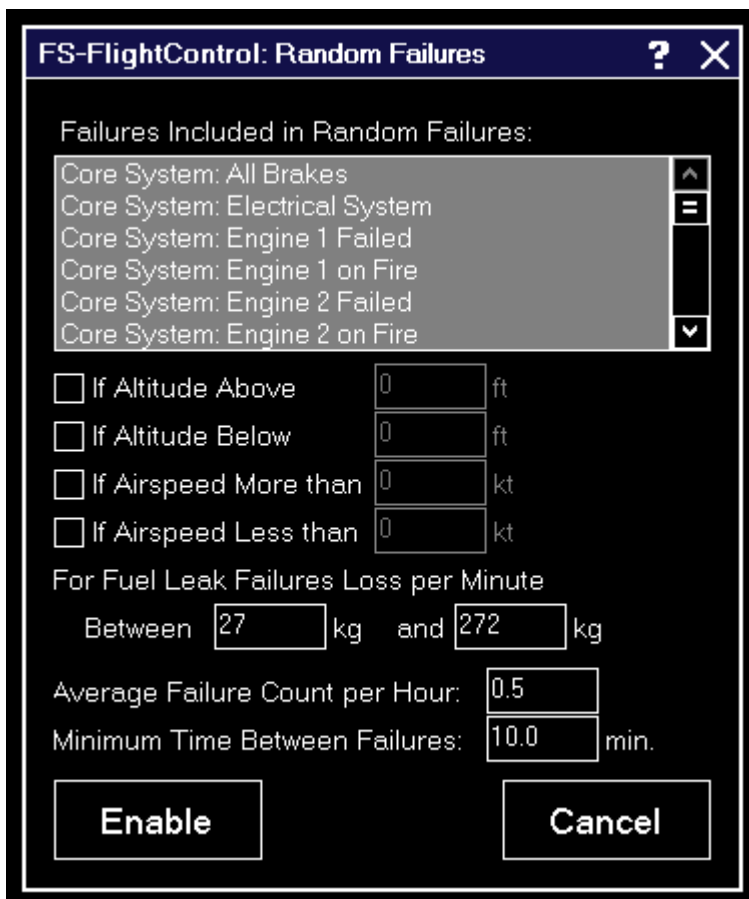 FS-FlightControl: Random Failures ? X
Failures Included in Random Failures:
Core System: All Brakes
Core System: Electrical System
Core System: Engine 1 Failed
Core System: Engine 1 on Fire
Core System: Engine 2 Failed
Core System: Engine 2 on Fire
If Altitude Above 0 ft
If Altitude Below 0 ft
If Airspeed More than 0 kt
If Airspeed Less than 0 kt
For Fuel Leak Failures Loss per Minute
Between 27 kg and 272 kg
Average Failure Count per Hour: 0.5
Minimum Time Between Failures: 10.0 min.
Enable Cancel